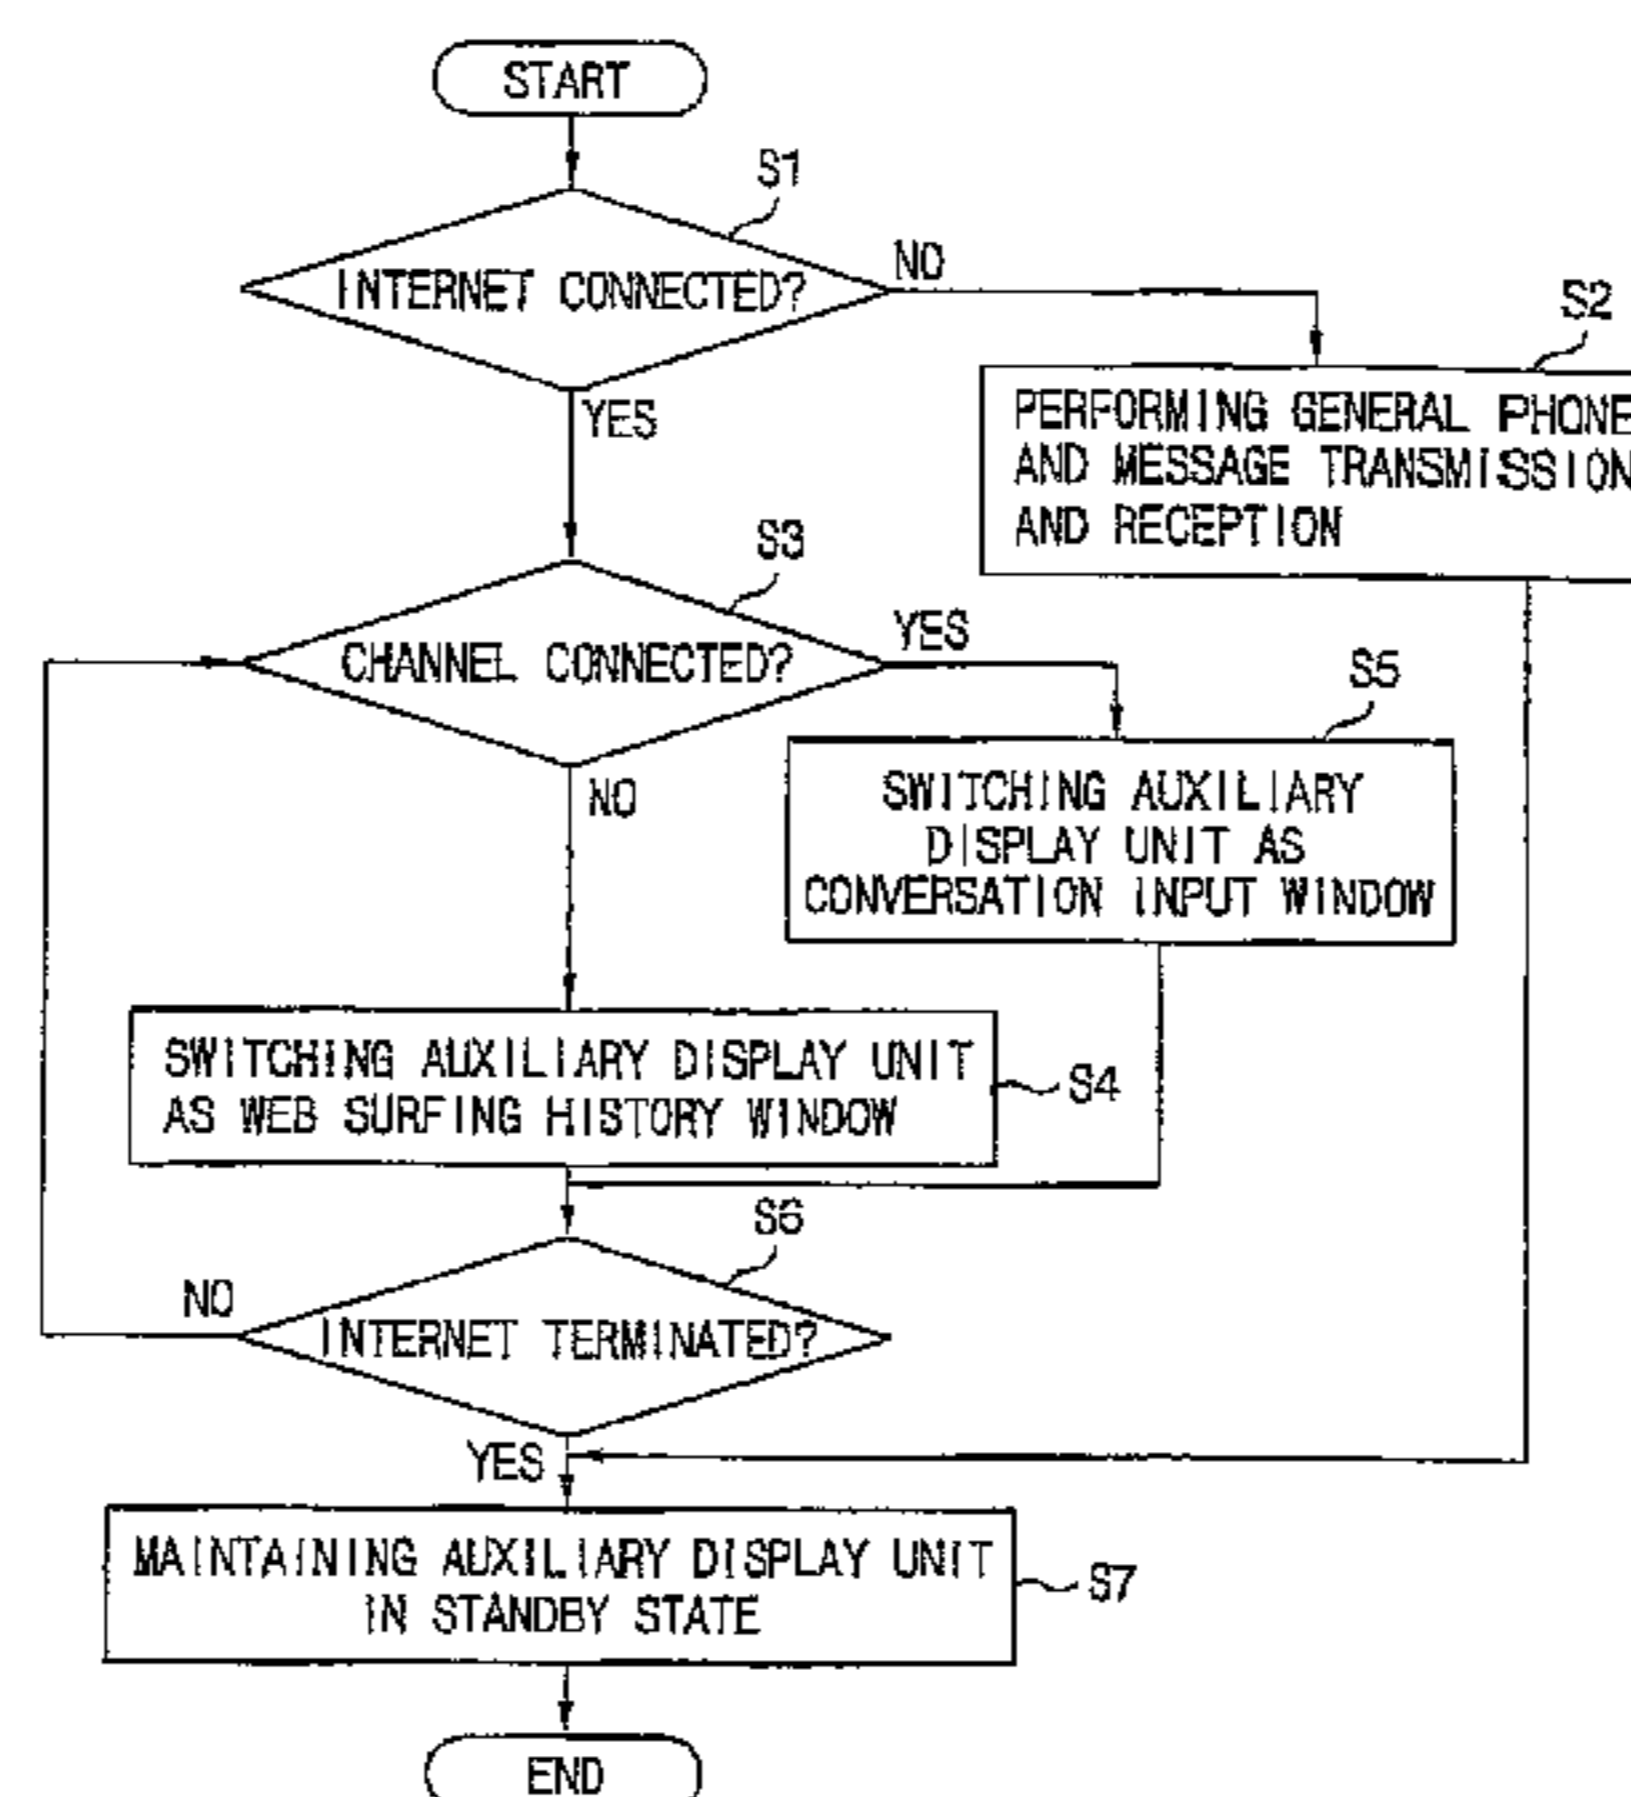 START
S1
INTERNET CONNECTED?
NO
S2
YES
PERFORMING GENERAL PHONE
AND MESSAGE TRANSMISSION
AND RECEPTION
S3
CHANNEL CONNECTED?
YES
S5
NO
SWITCHING AUXILIARY
DISPLAY UNIT AS
CONVERSATION INPUT WINDOW
SWITCHING AUXILIARY DISPLAY UNIT
AS WEB SURFING HISTORY WINDOW
S4
S6
NO
INTERNET TERMINATED?
YES
MAINTAINING AUXILIARY DISPLAY UNIT
IN STANDBY STATE
S7
END